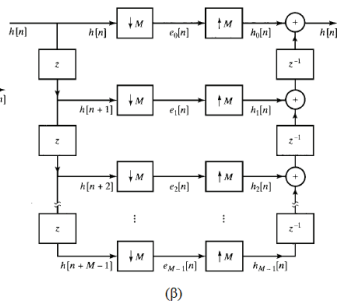 h[n] h[n] ↓ M e₀[n] ↑ M h₀[n] + h[n]
z z⁻¹
n]
h[n + 1] ↓ M e₁[n] ↑ M h₁[n] +
z z⁻¹
h[n + 2] ↓ M e₂[n] ↑ M h₂[n] +
⋮ ⋮
z z⁻¹
h[n + M − 1] ↓ M e_{M − 1}[n] ↑ M h_{M − 1}[n]
(β)